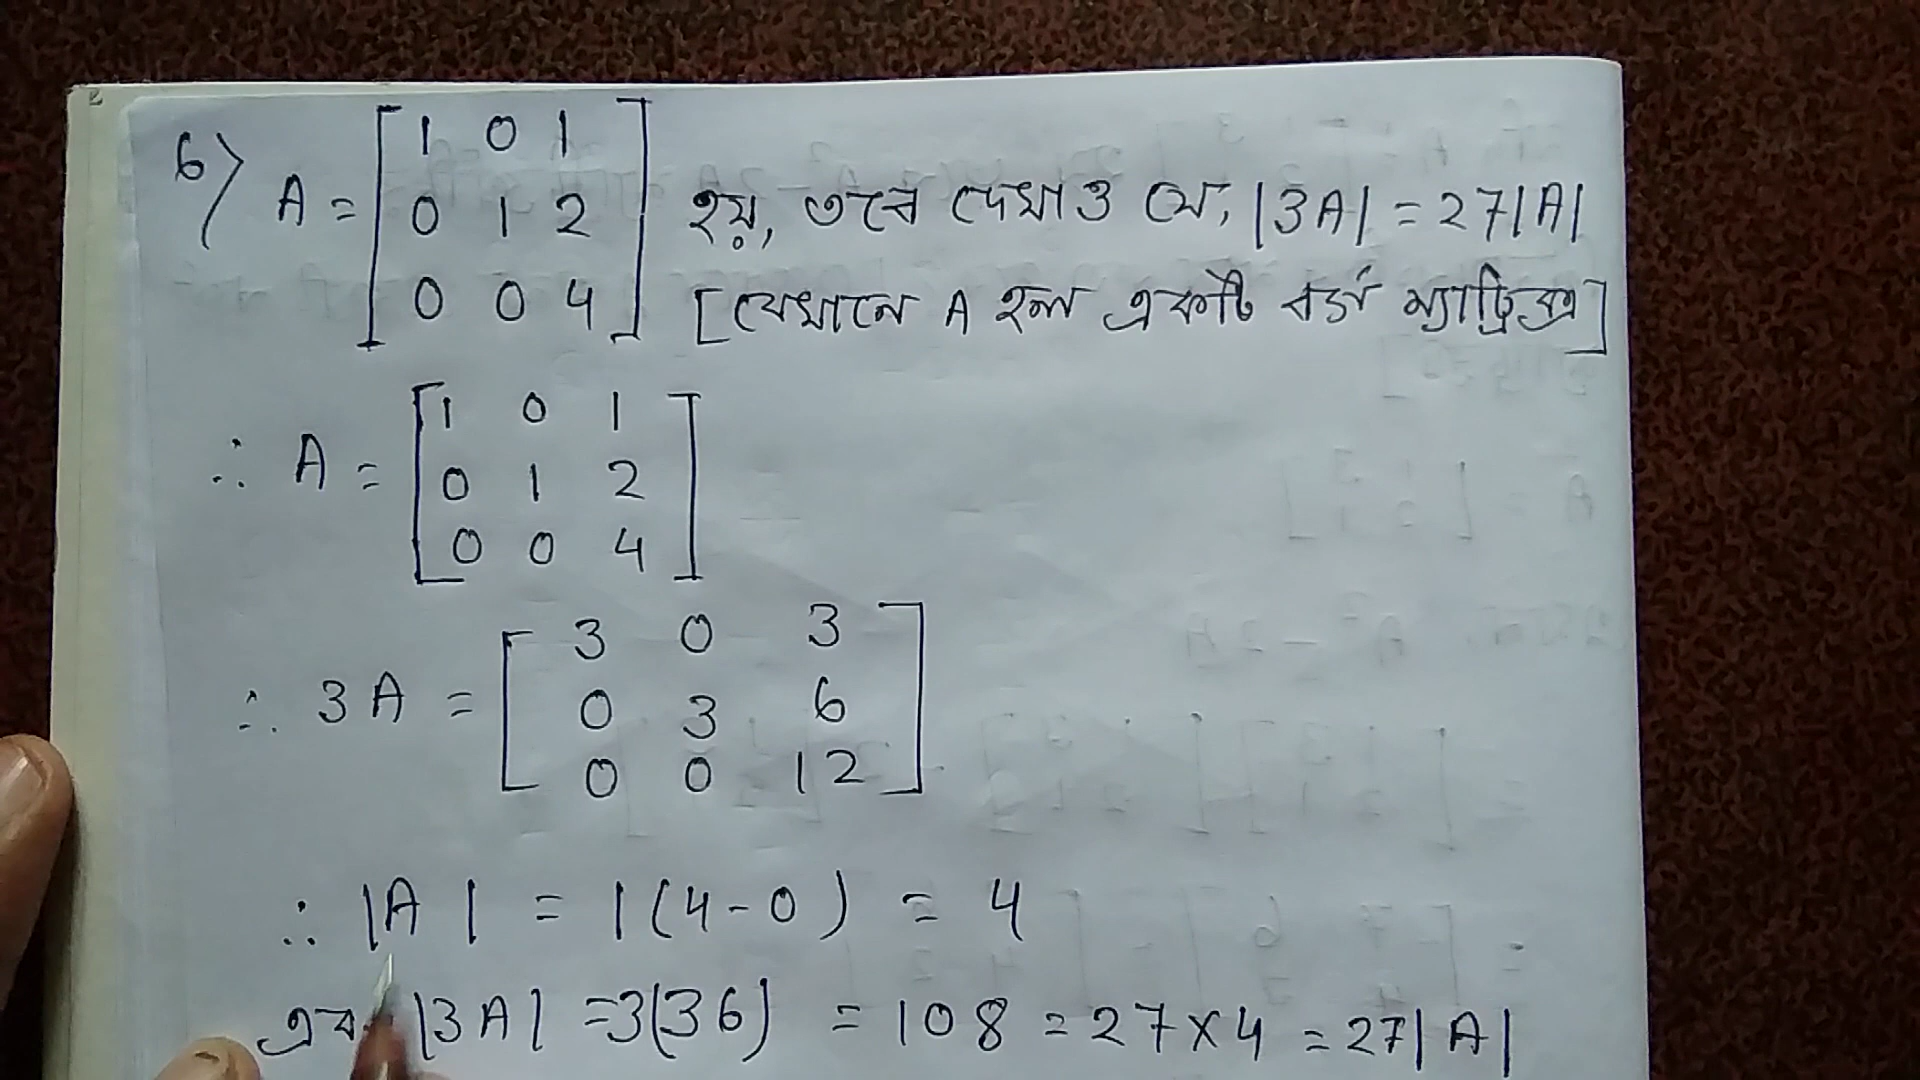 6) A = [1 0 1
0 1 2
0 0 4] হয়, তবে দেখাও যে, |3A| = 27|A|
[যেখানে A হল একটি বর্গ ম্যাট্রিক্স]
∴ A = [1 0 1
0 1 2
0 0 4]
∴ 3A = [3 0 3
0 3 6
0 0 12]
∴ |A| = 1(4-0) = 4
|3A| = 3(36) = 108 = 27×4 = 27|A|